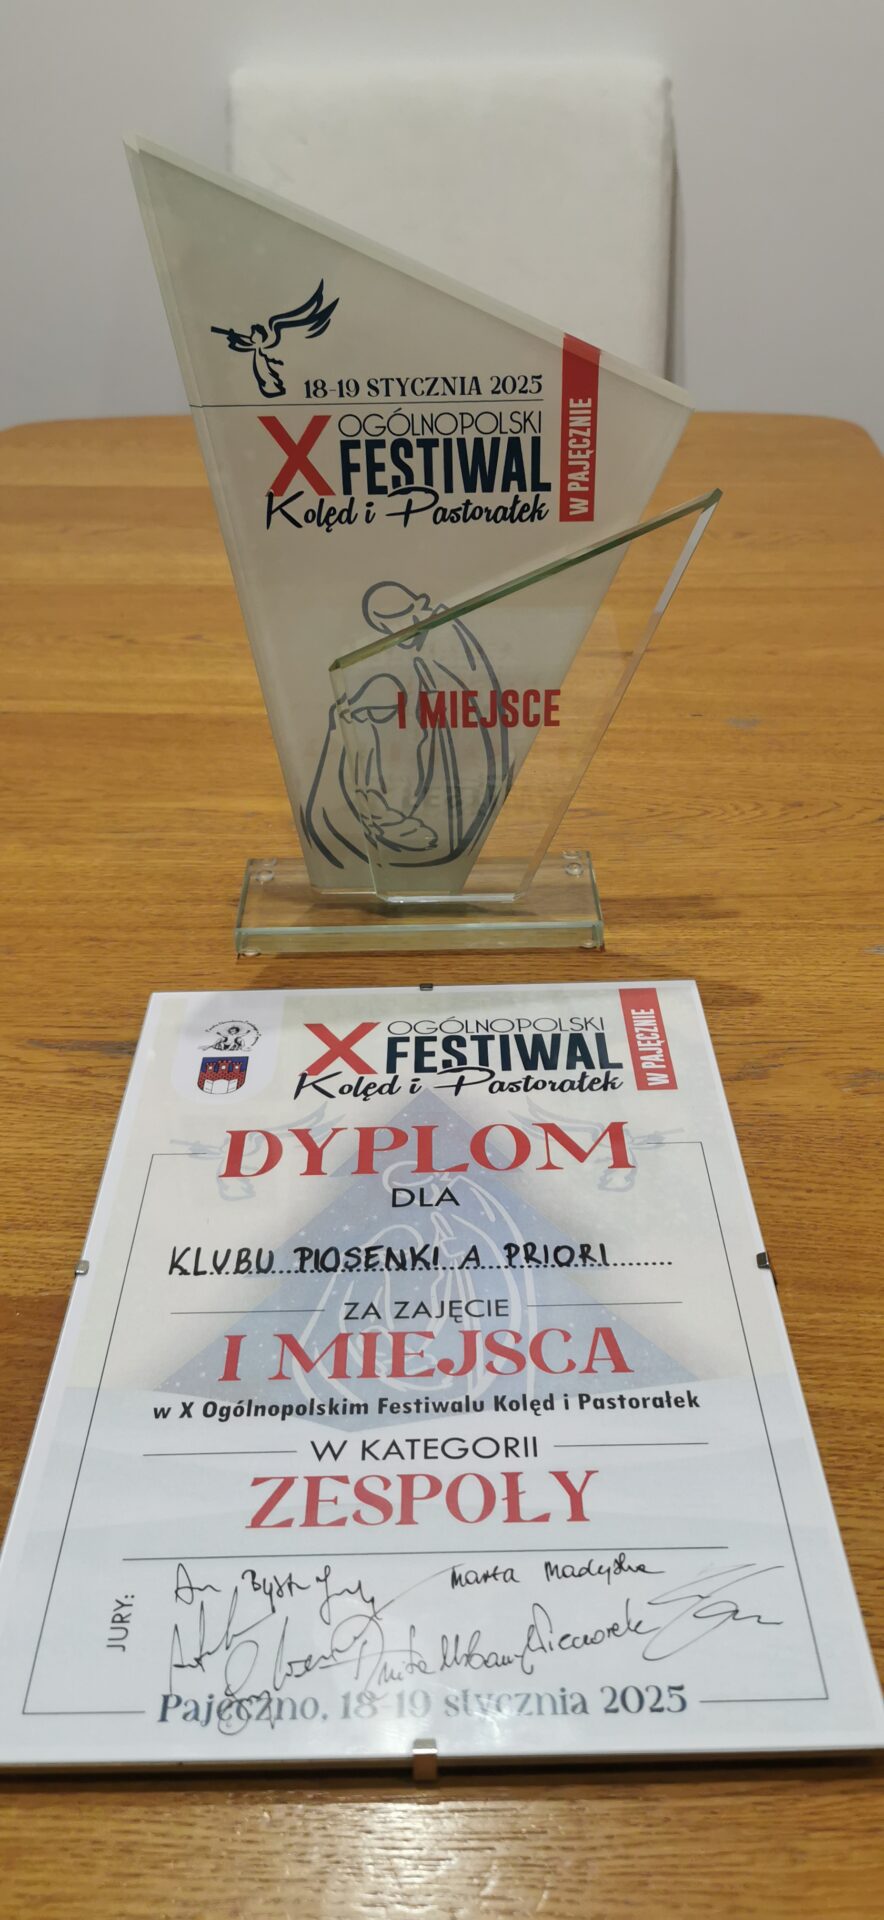 18-19 STYCZNIA 2025
X OGÓLNOPOLSKI
FESTIWAL
Kolęd i Pastorałek
W PAJĘCZNIE
I MIEJSCE
X OGÓLNOPOLSKI
FESTIWAL
Kolęd i Pastorałek
W PAJĘCZNIE
DYPLOM
DLA
KLUBU PIOSENKI A PRIORI
ZA ZAJĘCIE
I MIEJSCA
w X Ogólnopolskim Festiwalu Kolęd i Pastorałek
W KATEGORII
ZESPOŁY
JURY:
Marta Madejska
Pajęczno, 18-19 stycznia 2025